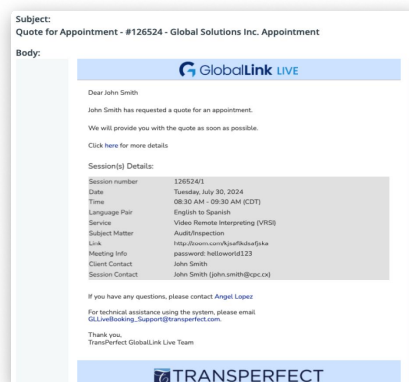 Subject:
Quote for Appointment - #126524 - Global Solutions Inc. Appointment
Body:
GlobalLink LIVE
Dear John Smith
John Smith has requested a quote for an appointment.
We will provide you with the quote as soon as possible.
Click here for more details
Session(s) Details:
Session number 126524/1
Date Tuesday, July 30, 2024
Time 08:30 AM - 09:30 AM (CDT)
Language Pair English to Spanish
Service Video Remote Interpreting (VRSI)
Subject Matter Audit/Inspection
Link
Meeting Info password: helloworld123
Client Contact John Smith
Session Contact John Smith (john.smith@cpc.cx)
If you have any questions, please contact Angel Lopez
For technical assistance using the system, please email
GLLiveBooking_Support@transperfect.com.
Thank you,
TransPerfect GlobalLink Live Team
TRANSPERFECT